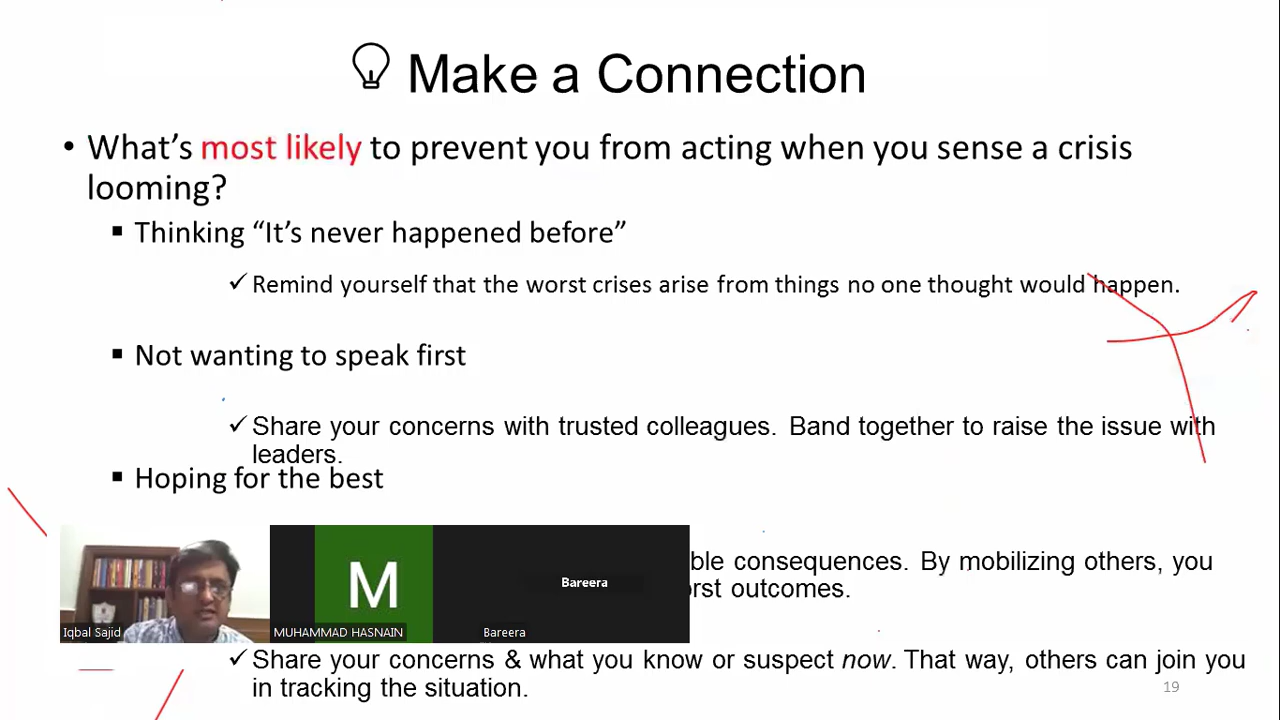 Make a Connection
• What’s most likely to prevent you from acting when you sense a crisis
looming?
▪ Thinking “It’s never happened before”
✓ Remind yourself that the worst crises arise from things no one thought would happen.
▪ Not wanting to speak first
✓ Share your concerns with trusted colleagues. Band together to raise the issue with
leaders.
▪ Hoping for the best
consequences. By mobilizing others, you
outcomes.
M
Bareera
Iqbal Sajid
MUHAMMAD HASNAIN
Bareera
✓ Share your concerns & what you know or suspect now. That way, others can join you
in tracking the situation.
19